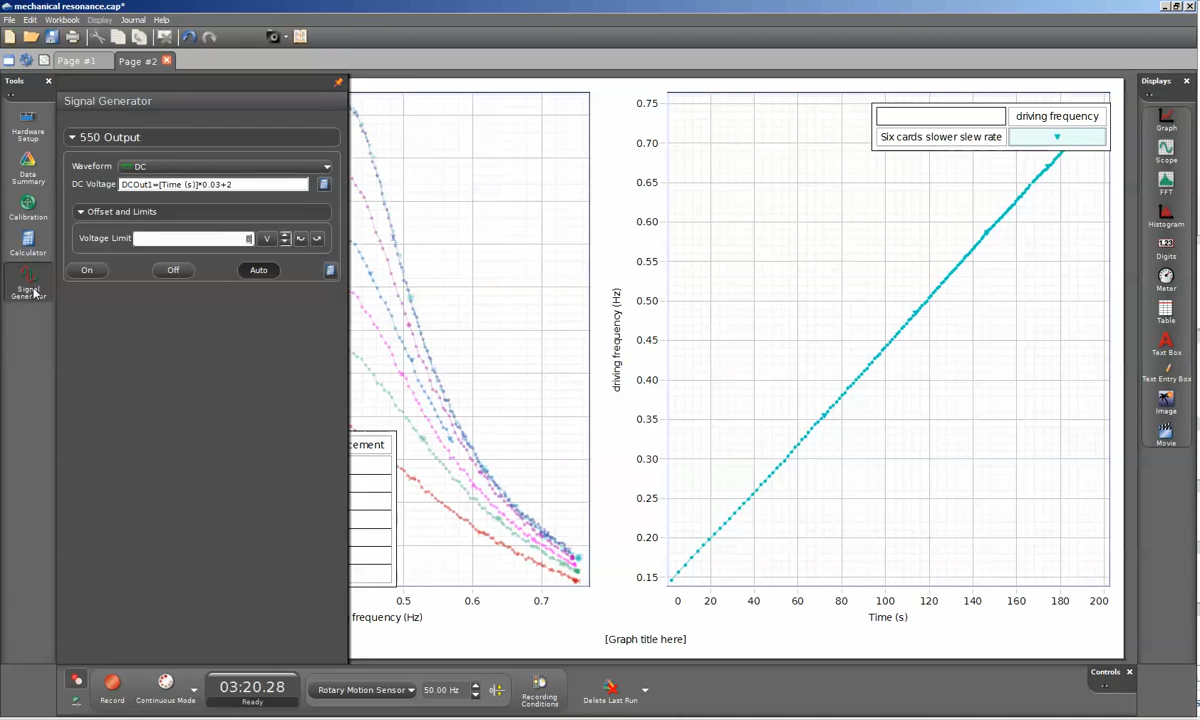 mechanical resonance.cap*
File Edit Workbook Display Journal Help
Page #1 Page #2
Tools
Hardware Setup
Data Summary
Calibration
Calculator
Signal Generator
Signal Generator
550 Output
Waveform DC
DC Voltage DCOut1=[Time (s)]*0.03+2
Offset and Limits
Voltage Limit 8 V
On Off Auto
cement
0.5 0.6 0.7
frequency (Hz)
driving frequency
Six cards slower slew rate
driving frequency (Hz)
0.75
0.70
0.65
0.60
0.55
0.50
0.45
0.40
0.35
0.30
0.25
0.20
0.15
0 20 40 60 80 100 120 140 160 180 200
Time (s)
[Graph title here]
Displays
Graph
Scope
FFT
Histogram
Digits
Meter
Table
Text Box
Text Entry Box
Image
Movie
Record
Continuous Mode
03:20.28
Ready
Rotary Motion Sensor
50.00 Hz
Recording Conditions
Delete Last Run
Controls